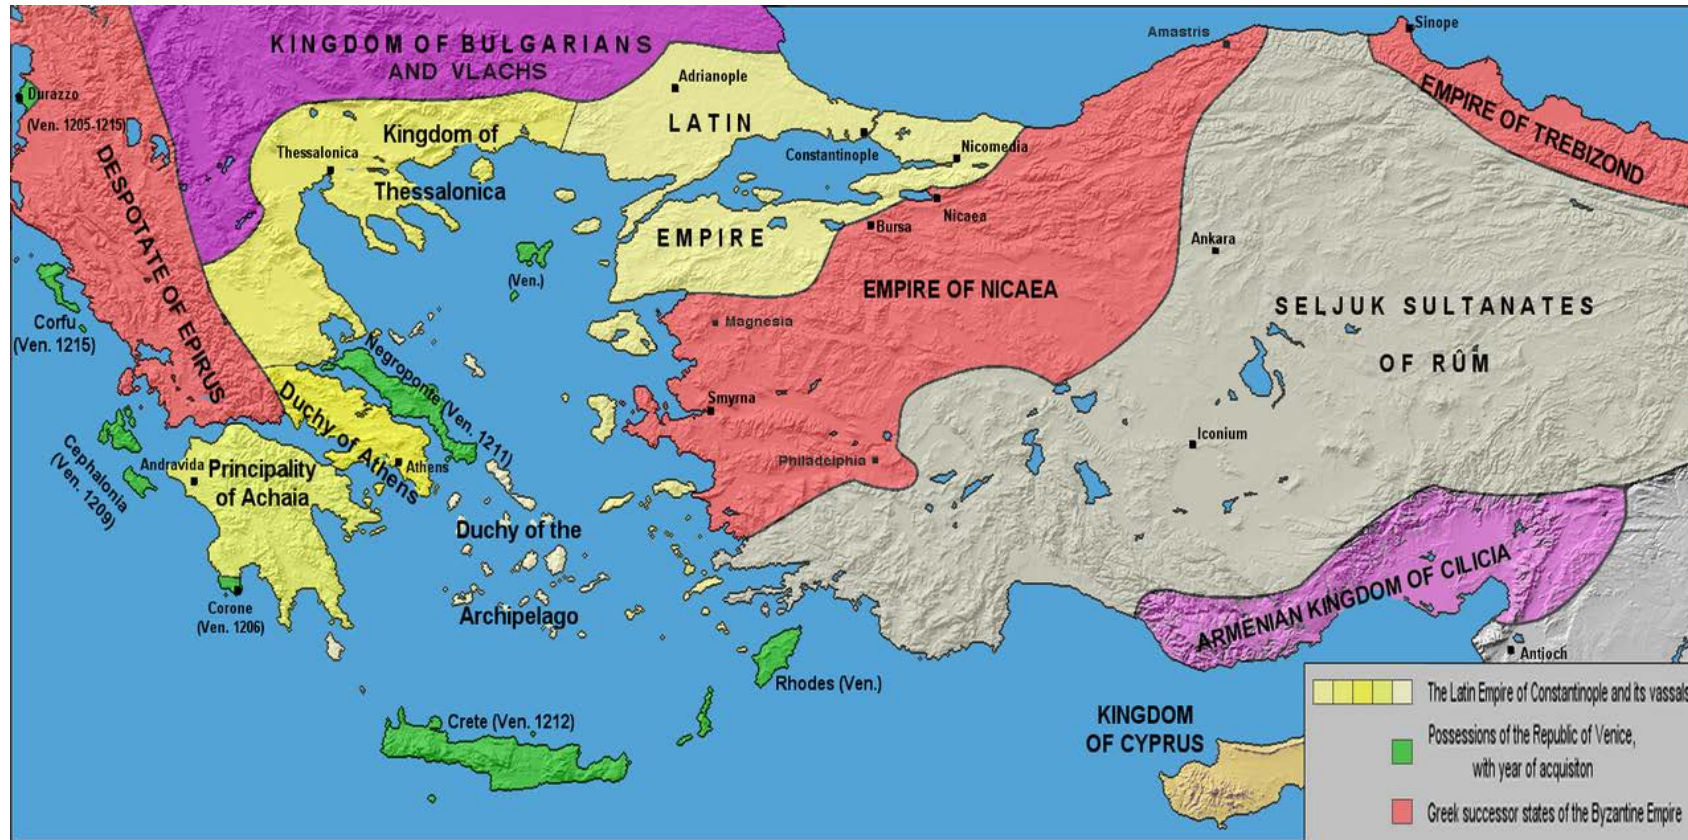 KINGDOM OF BULGARIANS
AND VLACHS
Amastris
Sinope
Durazzo
(Ven. 1205-1215)
Adrianople
LATIN
EMPIRE
Constantinople
Nicomedia
Kingdom of
Thessalonica
Thessalonica
EMPIRE OF TREBIZOND
DESPOTATE OF EPIRUS
Nicaea
Bursa
Ankara
(Ven.)
EMPIRE OF NICAEA
SELJUK SULTANATES
OF RÛM
Corfu
(Ven. 1215)
Magnesia
Negroponte (Ven. 1211)
Smyrna
Duchy of Athens
Athens
Iconium
Philadelphia
Cephalonia
(Ven. 1209)
Andravida
Principality
of Achaia
Duchy of the
Archipelago
ARMENIAN KINGDOM OF CILICIA
Corone
(Ven. 1206)
Antioch
Rhodes (Ven.)
Crete (Ven. 1212)
KINGDOM
OF CYPRUS
The Latin Empire of Constantinople and its vassals
Possessions of the Republic of Venice,
with year of acquisiton
Greek successor states of the Byzantine Empire